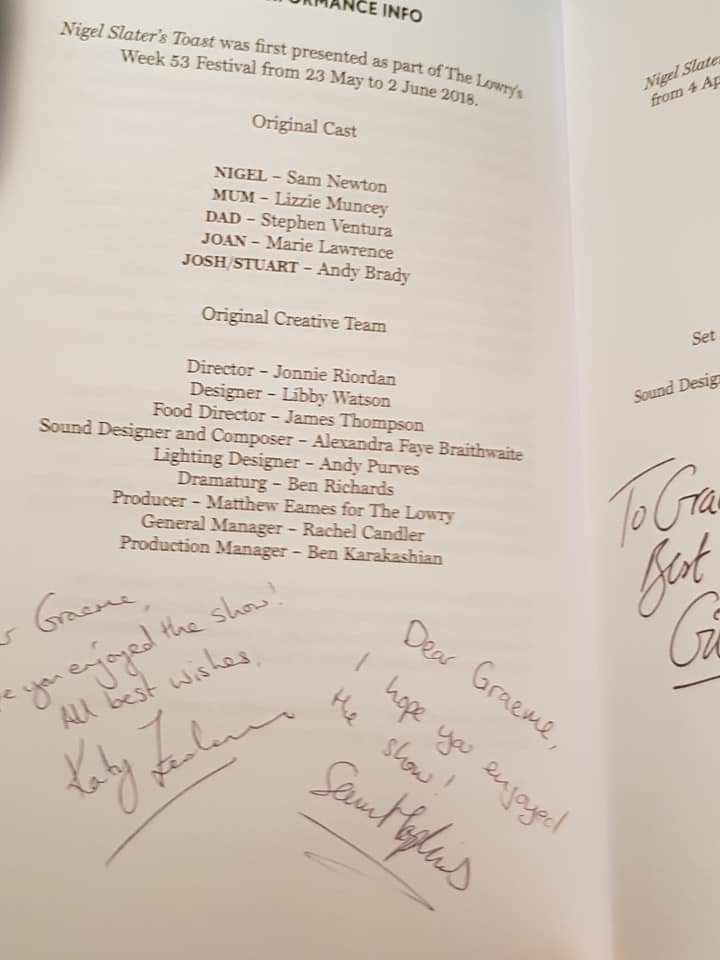 ORMANCE INFO
Nigel Slater's Toast was first presented as part of The Lowry's
Week 53 Festival from 23 May to 2 June 2018.
Original Cast
NIGEL – Sam Newton
MUM – Lizzie Muncey
DAD – Stephen Ventura
JOAN – Marie Lawrence
JOSH/STUART – Andy Brady
Original Creative Team
Director – Jonnie Riordan
Designer – Libby Watson
Food Director – James Thompson
Sound Designer and Composer – Alexandra Faye Braithwaite
Lighting Designer – Andy Purves
Dramaturg – Ben Richards
Producer – Matthew Eames for The Lowry
General Manager – Rachel Candler
Production Manager – Ben Karakashian
r Graeme,
e you enjoyed the show!
All best wishes,
Katy
Dear Graeme,
I hope you enjoyed
the show!
Nigel Slate
from 4 Ap
Set
Sound Desig
To Gra
Best
Gi